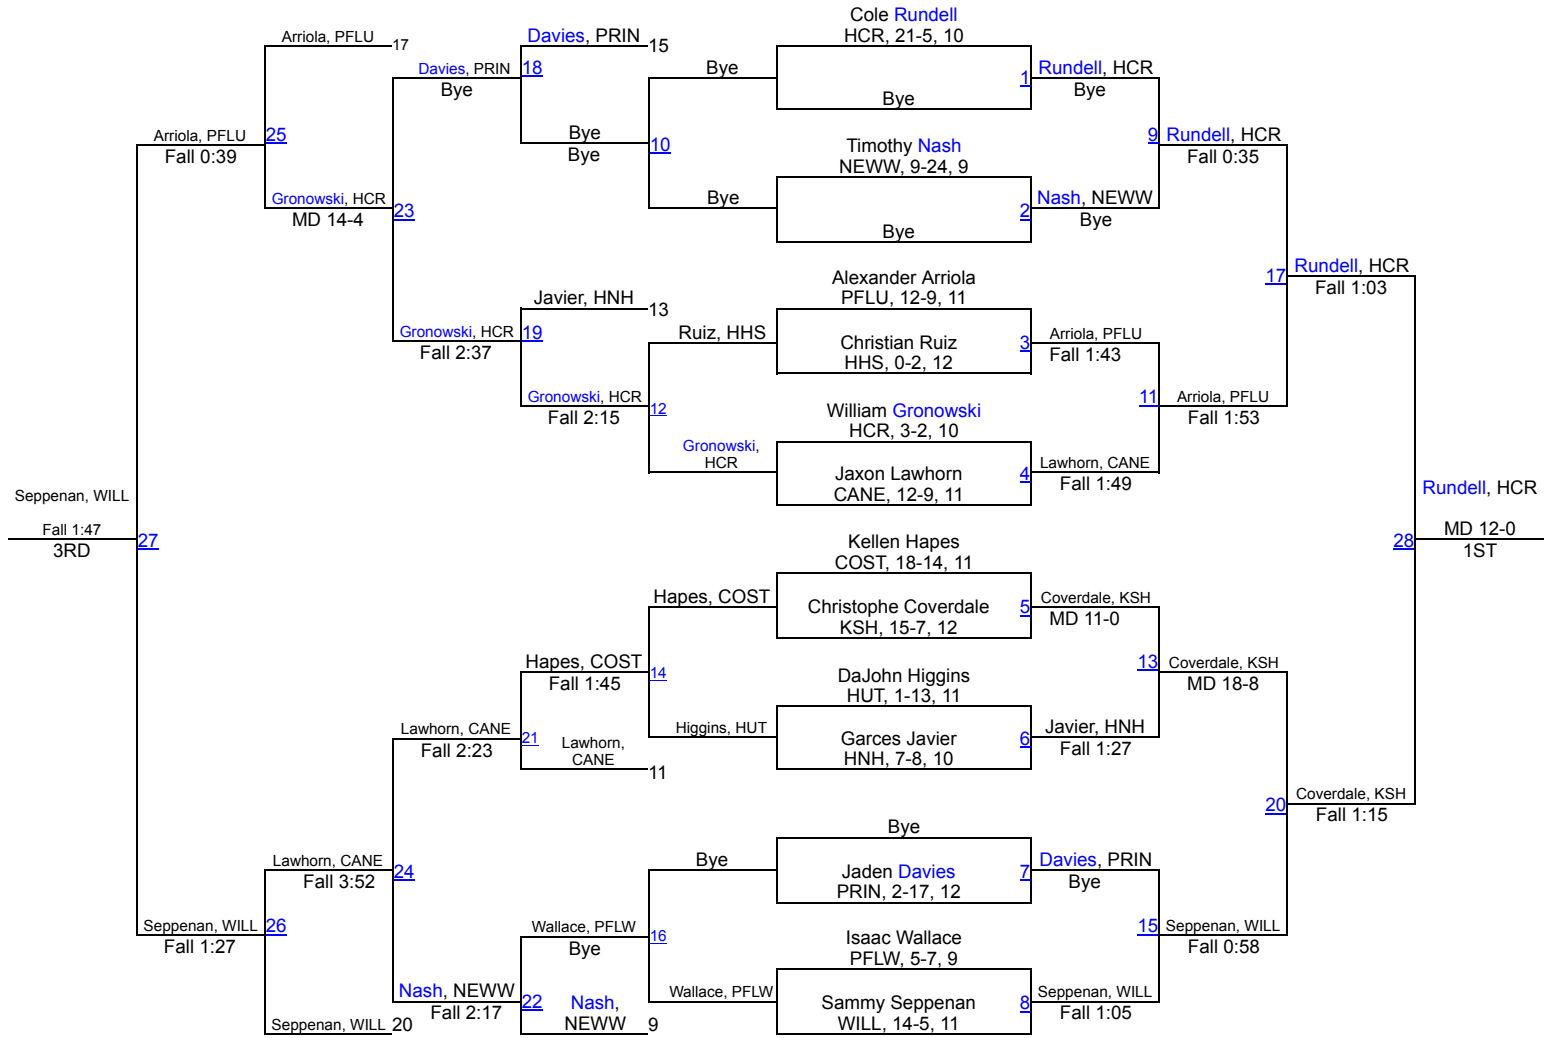 Cole Rundell
HCR, 21-5, 10
Arriola, PFLU 17
Davies, PRIN 15
Davies, PRIN 18
Bye
Bye
1 Rundell, HCR
Bye
Bye
Arriola, PFLU 25
Fall 0:39
Bye
Bye
10
Timothy Nash
NEWW, 9-24, 9
9 Rundell, HCR
Fall 0:35
Gronowski, HCR 23
MD 14-4
Bye
2 Nash, NEWW
Bye
Bye
Alexander Arriola
PFLU, 12-9, 11
17 Rundell, HCR
Fall 1:03
Javier, HNH 13
Gronowski, HCR 19
Fall 2:37
Ruiz, HHS
Christian Ruiz
HHS, 0-2, 12
3 Arriola, PFLU
Fall 1:43
Gronowski, HCR 12
Fall 2:15
William Gronowski
HCR, 3-2, 10
11 Arriola, PFLU
Fall 1:53
Gronowski,
HCR
Jaxon Lawhorn
CANE, 12-9, 11
4 Lawhorn, CANE
Fall 1:49
Seppenan, WILL
Fall 1:47
3RD
27
Rundell, HCR
28 MD 12-0
1ST
Kellen Hapes
COST, 18-14, 11
Hapes, COST
Christophe Coverdale
KSH, 15-7, 12
5 Coverdale, KSH
MD 11-0
Hapes, COST 14
Fall 1:45
DaJohn Higgins
HUT, 1-13, 11
13 Coverdale, KSH
MD 18-8
Lawhorn, CANE 21
Fall 2:23
Lawhorn,
CANE
11
Higgins, HUT
Garces Javier
HNH, 7-8, 10
6 Javier, HNH
Fall 1:27
20 Coverdale, KSH
Fall 1:15
Bye
Lawhorn, CANE 24
Fall 3:52
Bye
Jaden Davies
PRIN, 2-17, 12
7 Davies, PRIN
Bye
Seppenan, WILL 26
Fall 1:27
Wallace, PFLW 16
Bye
Isaac Wallace
PFLW, 5-7, 9
15 Seppenan, WILL
Fall 0:58
Nash, NEWW 22
Fall 2:17
Nash,
NEWW 9
Wallace, PFLW
Sammy Seppenan
WILL, 14-5, 11
8 Seppenan, WILL
Fall 1:05
Seppenan, WILL 20